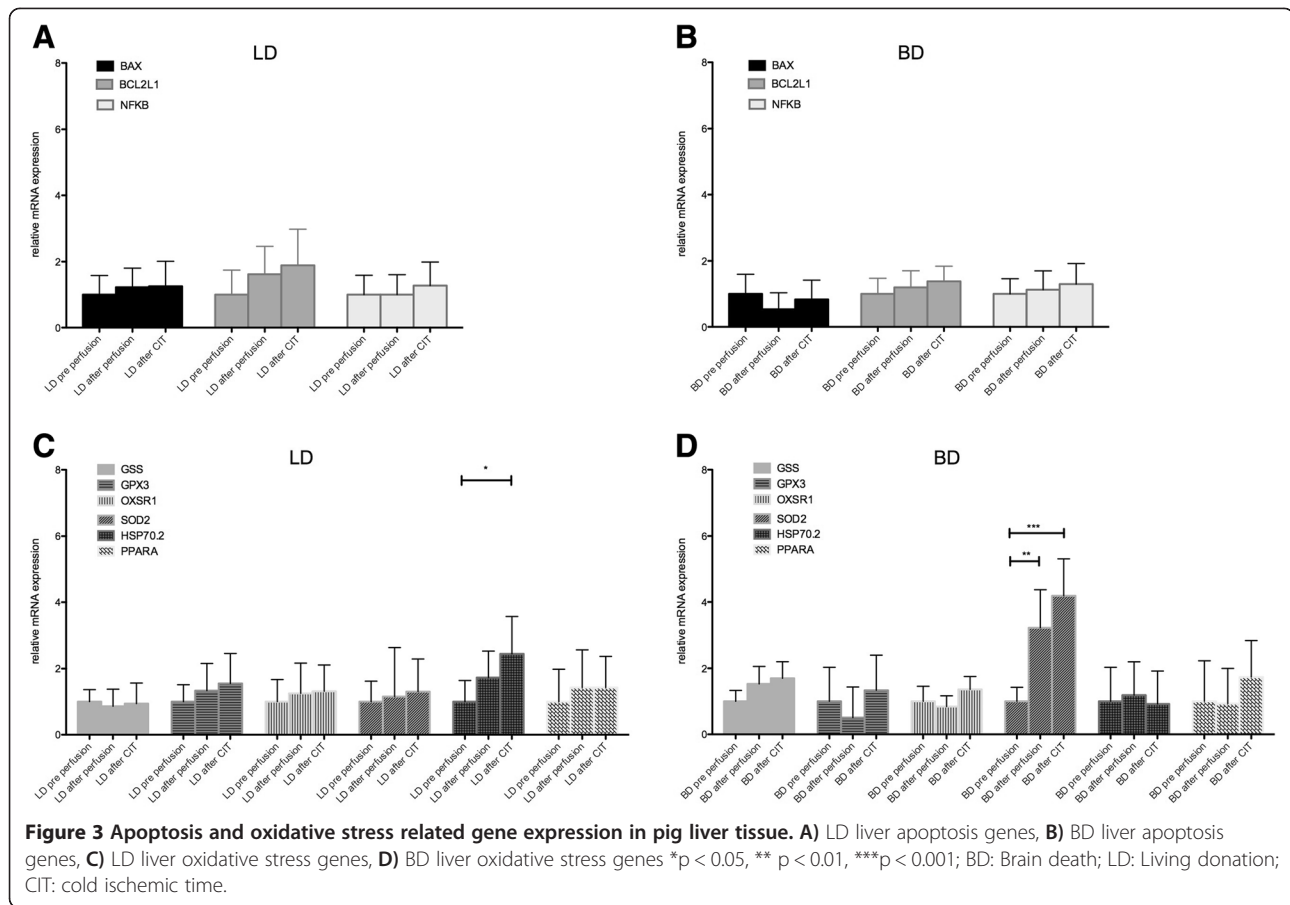 A
LD
BAX
BCL2L1
NFKB
relative mRNA expression
8
6
4
2
0
LD pre perfusion
LD after perfusion
LD after CIT
LD pre perfusion
LD after perfusion
LD after CIT
LD pre perfusion
LD after perfusion
LD after CIT
B
BD
BAX
BCL2L1
NFKB
relative mRNA expression
8
6
4
2
0
BD pre perfusion
BD after perfusion
BD after CIT
BD pre perfusion
BD after perfusion
BD after CIT
BD pre perfusion
BD after perfusion
BD after CIT
C
LD
GSS
GPX3
OXSR1
SOD2
HSP70.2
PPARA
*
relative mRNA expression
8
6
4
2
0
LD pre perfusion
LD after perfusion
LD after CIT
LD pre perfusion
LD after perfusion
LD after CIT
LD pre perfusion
LD after perfusion
LD after CIT
LD pre perfusion
LD after perfusion
LD after CIT
LD pre perfusion
LD after perfusion
LD after CIT
LD pre perfusion
LD after perfusion
LD after CIT
D
BD
GSS
GPX3
OXSR1
SOD2
HSP70.2
PPARA
***
**
relative mRNA expression
8
6
4
2
0
BD pre perfusion
BD after perfusion
BD after CIT
BD pre perfusion
BD after perfusion
BD after CIT
BD pre perfusion
BD after perfusion
BD after CIT
BD pre perfusion
BD after perfusion
BD after CIT
BD pre perfusion
BD after perfusion
BD after CIT
BD pre perfusion
BD after perfusion
BD after CIT
Figure 3 Apoptosis and oxidative stress related gene expression in pig liver tissue. A) LD liver apoptosis genes, B) BD liver apoptosis
genes, C) LD liver oxidative stress genes, D) BD liver oxidative stress genes *p < 0.05, ** p < 0.01, ***p < 0.001; BD: Brain death; LD: Living donation;
CIT: cold ischemic time.